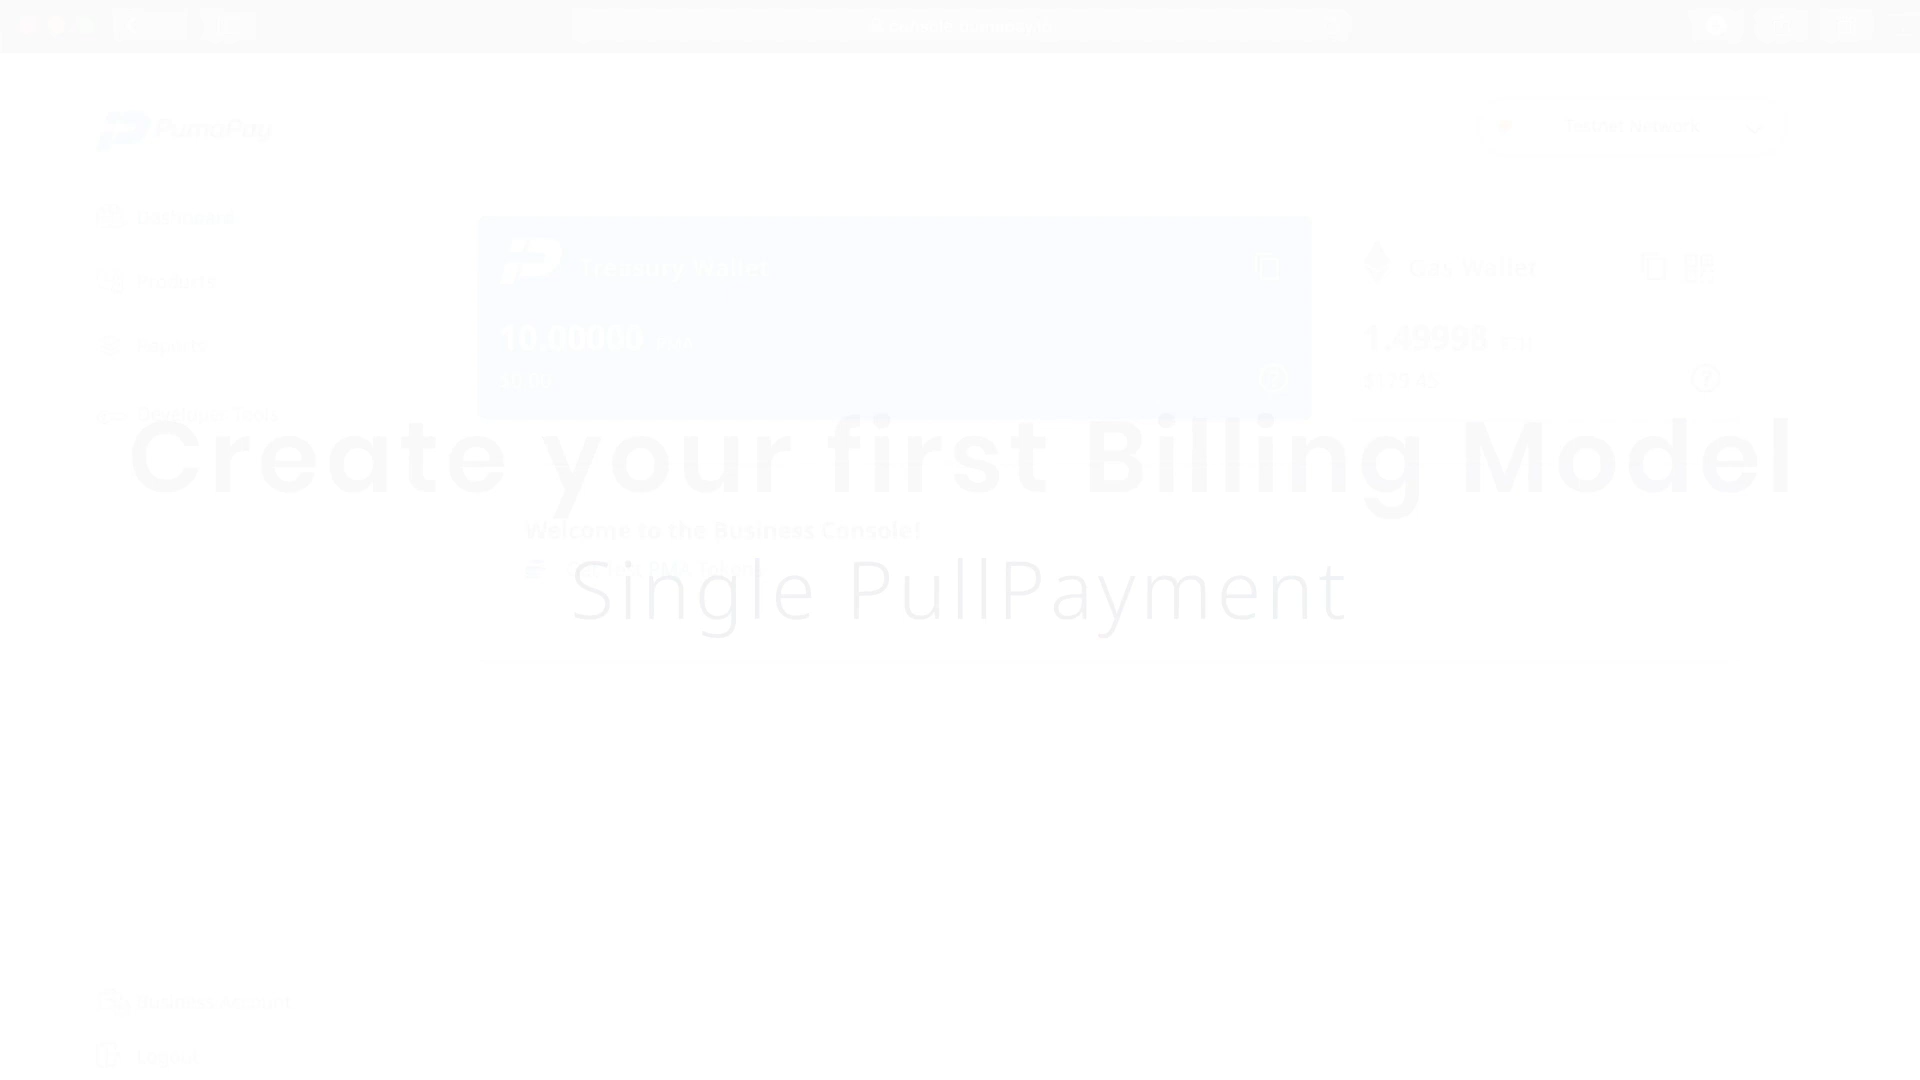 PumaPay
Testnet Network
Dashboard
Treasury Wallet
Gas Wallet
Products
10.00000
1.49998 ETH
Reports
Developer Tools
Create your first Billing Model
Welcome to the Business Console!
Single PullPayment
Business Account
Logout